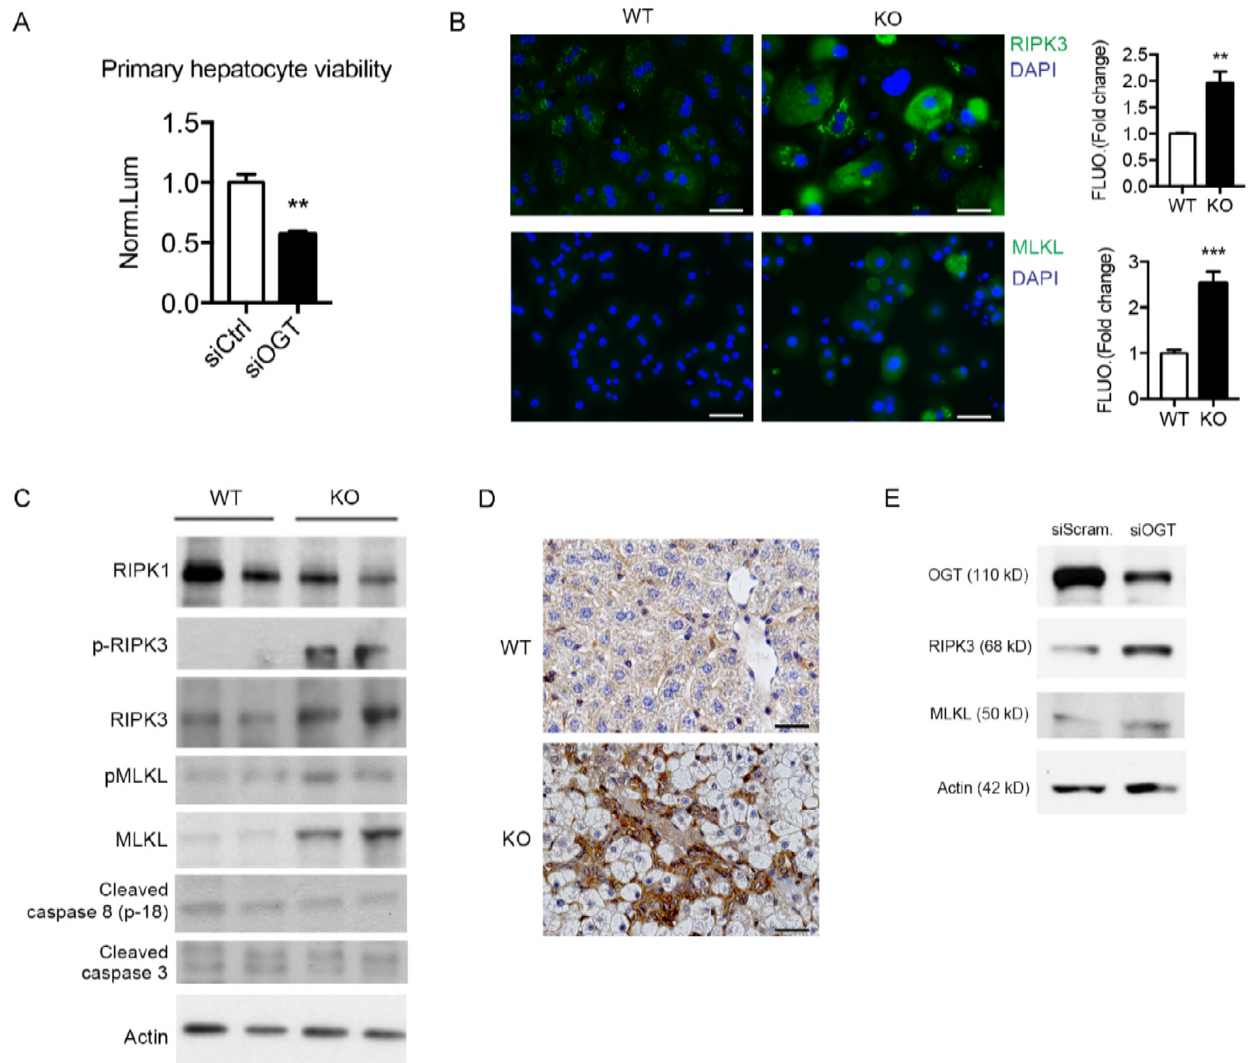 A
Primary hepatocyte viability
Norm.Lum
1.5
1.0
0.5
0.0
siCtrl
siOGT
**
B
WT
KO
RIPK3
DAPI
MLKL
DAPI
FLUO.(Fold change)
2.5
2.0
1.5
1.0
0.5
0.0
**
WT
KO
FLUO.(Fold change)
3
2
1
0
***
WT
KO
C
WT
KO
RIPK1
p-RIPK3
RIPK3
pMLKL
MLKL
Cleaved
caspase 8 (p-18)
Cleaved
caspase 3
Actin
D
WT
KO
E
siScram.
siOGT
OGT (110 kD)
RIPK3 (68 kD)
MLKL (50 kD)
Actin (42 kD)